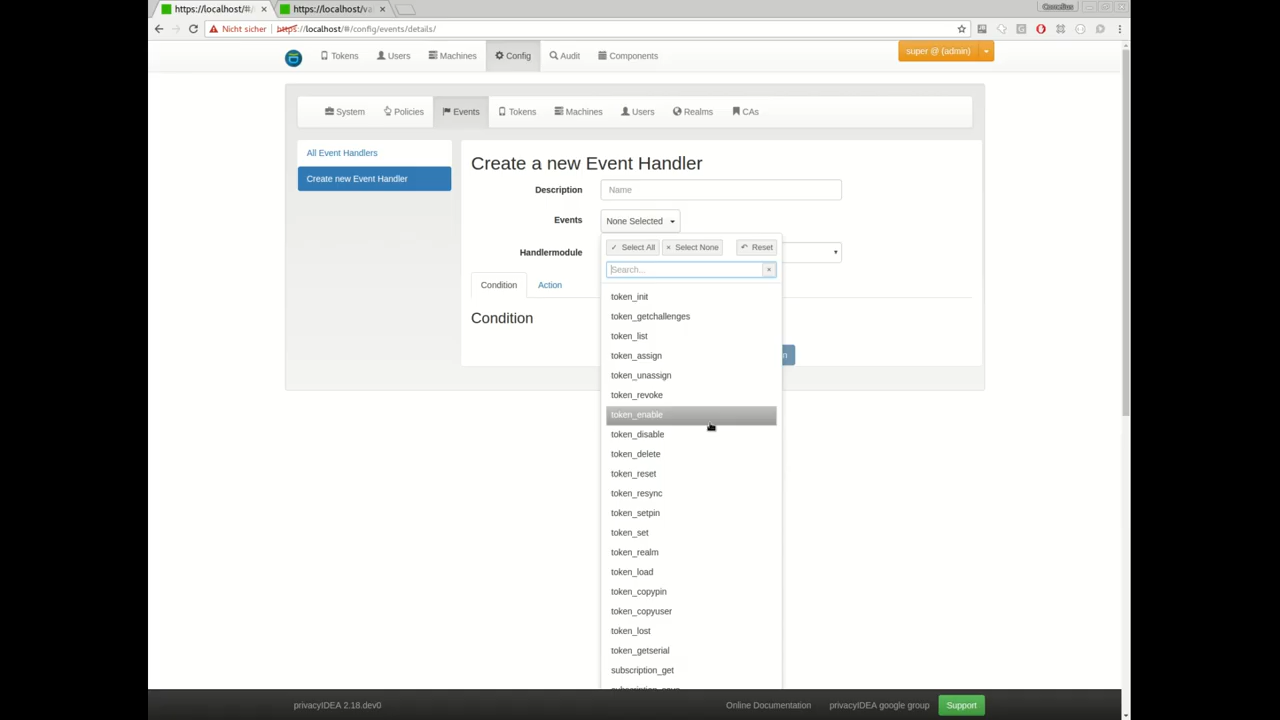 https://localhost/#/
https://localhost/va
Cornelius
Nicht sicher
https://localhost/#/config/events/details/
Tokens
Users
Machines
Config
Audit
Components
super @ (admin)
System
Policies
Events
Tokens
Machines
Users
Realms
CAs
All Event Handlers
Create new Event Handler
Create a new Event Handler
Description
Name
Events
None Selected
Handlermodule
Select All
Select None
Reset
Search...
Condition
Action
Condition
token_init
token_getchallenges
token_list
token_assign
token_unassign
token_revoke
token_enable
token_disable
token_delete
token_reset
token_resync
token_setpin
token_set
token_realm
token_load
token_copypin
token_copyuser
token_lost
token_getserial
subscription_get
privacyIDEA 2.18.dev0
Online Documentation
privacyIDEA google group
Support